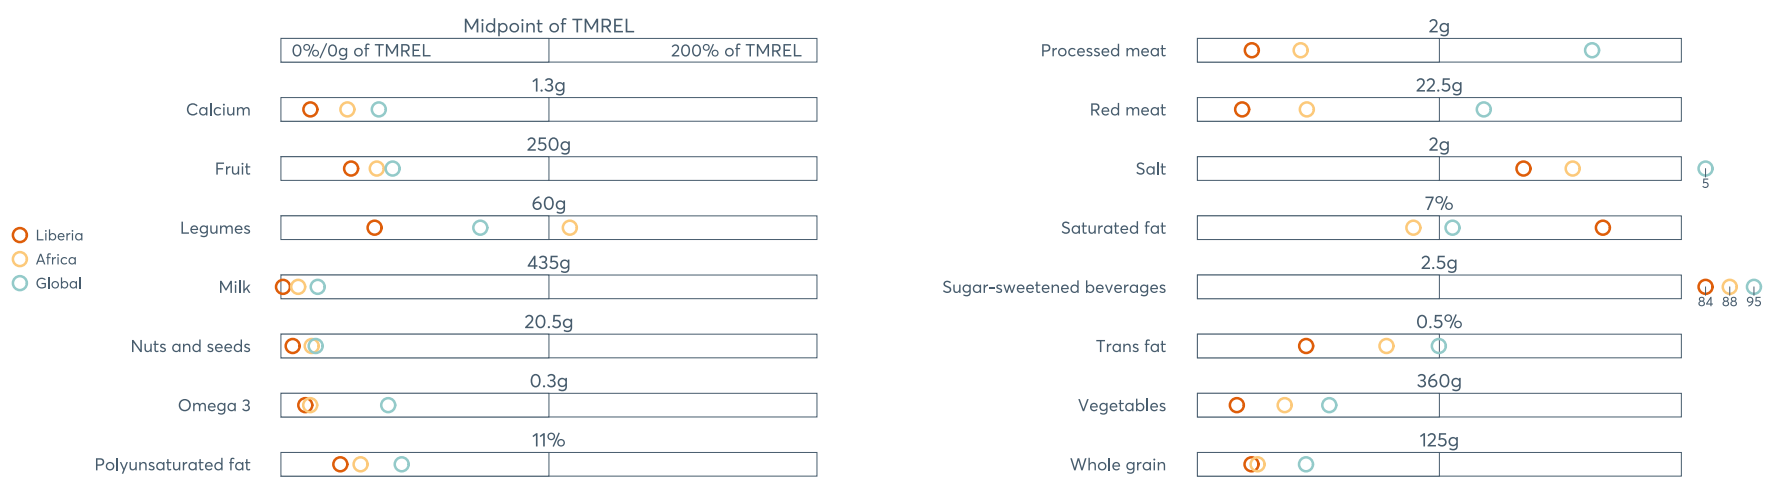 Midpoint of TMREL
0%/0g of TMREL 200% of TMREL
1.3g
Calcium
250g
Fruit
60g
Legumes
435g
Milk
20.5g
Nuts and seeds
0.3g
Omega 3
11%
Polyunsaturated fat
Liberia
Africa
Global
2g
Processed meat
22.5g
Red meat
2g
Salt
5
7%
Saturated fat
2.5g
Sugar-sweetened beverages
84 88 95
0.5%
Trans fat
360g
Vegetables
125g
Whole grain